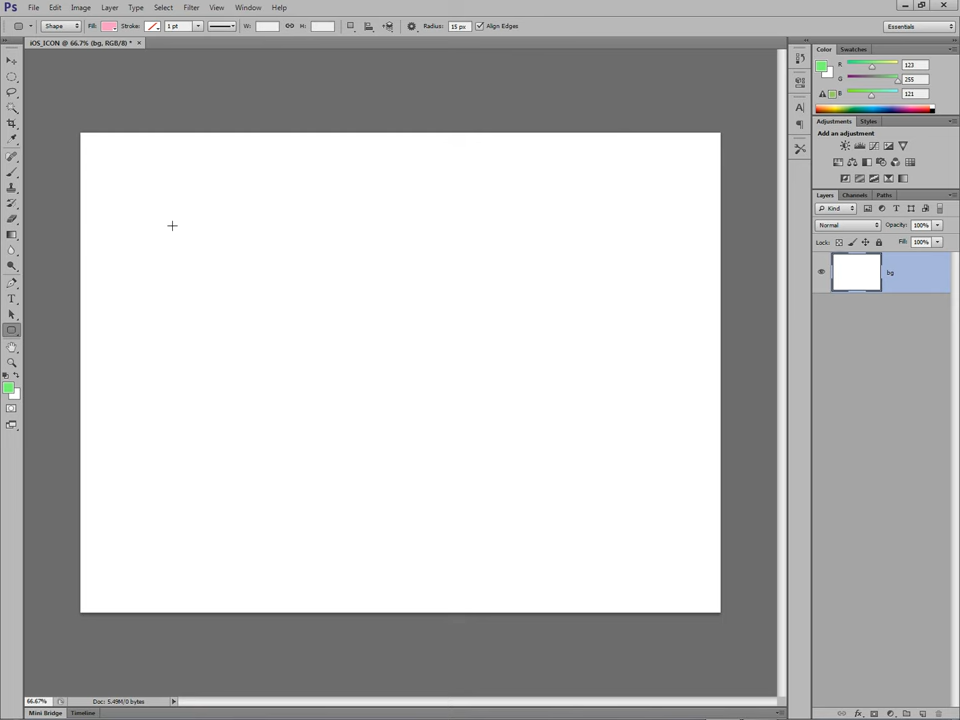 Ps File Edit Image Layer Type Select Filter View Window Help
Shape Fill: Stroke: 1 pt W: H: Radius: 15 px Align Edges Essentials
iOS_ICON @ 66.7% (bg, RGB/8) * ×
Color Swatches
R 123
G 255
B 121
Adjustments Styles
Add an adjustment
Layers Channels Paths
Kind
Normal Opacity: 100%
Lock: Fill: 100%
bg
66.67% Doc: 5.49M/0 bytes
Mini Bridge Timeline